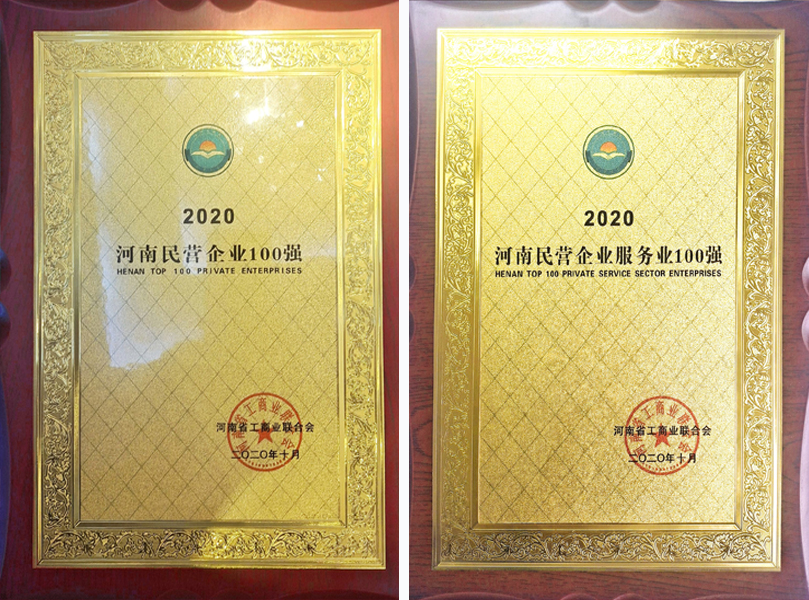 2020
河南民营企业100强
HENAN TOP 100 PRIVATE ENTERPRISES
河南省工商业联合会
二〇二〇年十月
2020
河南民营企业服务业100强
HENAN TOP 100 PRIVATE SERVICE SECTOR ENTERPRISES
河南省工商业联合会
二〇二〇年十月